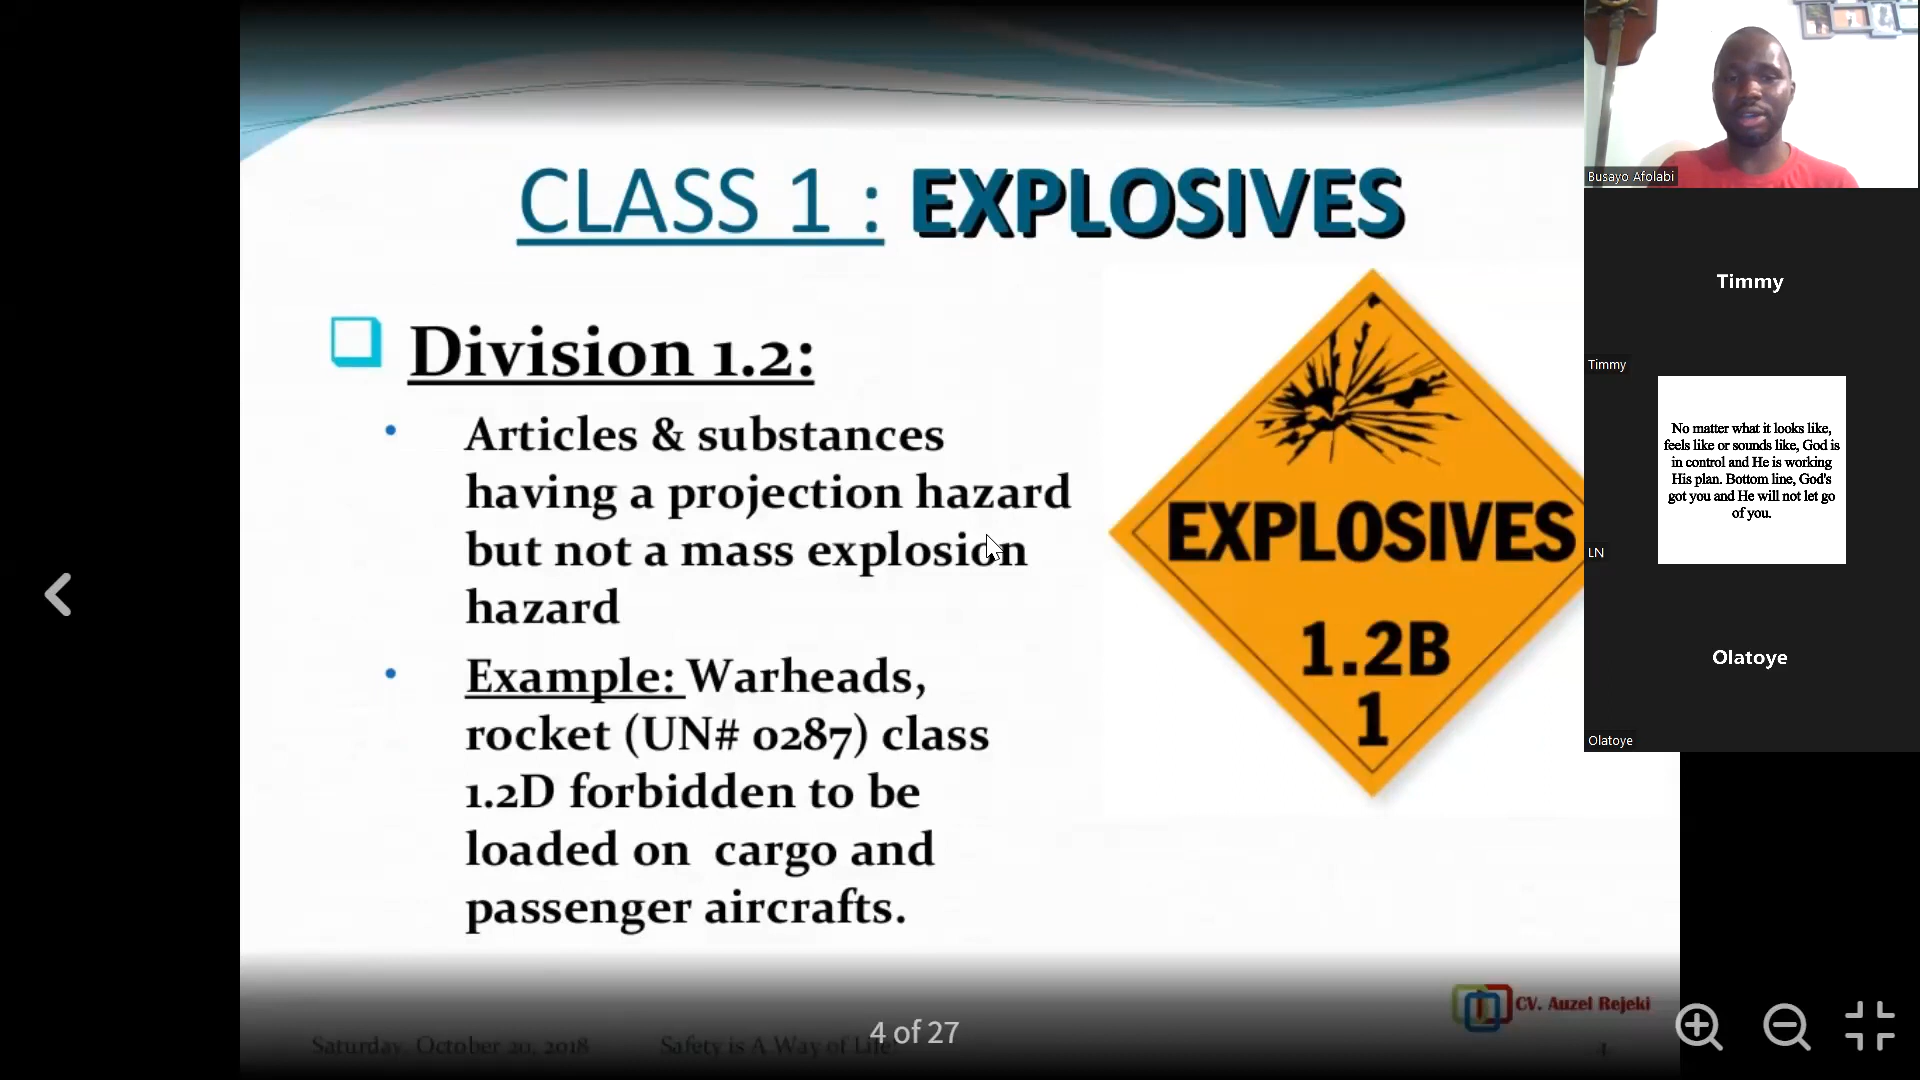 CLASS 1 : EXPLOSIVES
Division 1.2:
Articles & substances
having a projection hazard
but not a mass explosion
hazard
Example: Warheads,
rocket (UN# 0287) class
1.2D forbidden to be
loaded on cargo and
passenger aircrafts.
EXPLOSIVES
1.2B
1
CV. Auzel Rejeki
Saturday, October 20, 2018
Safety is A Way of Life
4 of 27
4
Busayo Afolabi
Timmy
Timmy
No matter what it looks like,
feels like or sounds like, God is
in control and He is working
His plan. Bottom line, God's
got you and He will not let go
of you.
LN
Olatoye
Olatoye